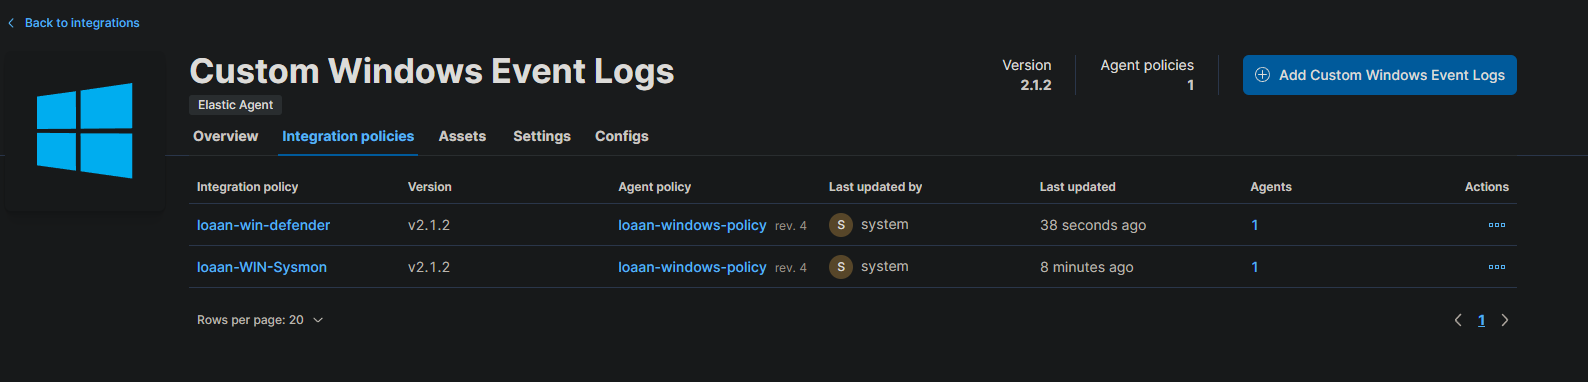 Back to integrations
Custom Windows Event Logs
Elastic Agent
Version
2.1.2
Agent policies
1
Add Custom Windows Event Logs
Overview Integration policies Assets Settings Configs
Integration policy Version Agent policy Last updated by Last updated Agents Actions
loaan-win-defender v2.1.2 loaan-windows-policy rev. 4 S system 38 seconds ago 1
loaan-WIN-Sysmon v2.1.2 loaan-windows-policy rev. 4 S system 8 minutes ago 1
Rows per page: 20
1